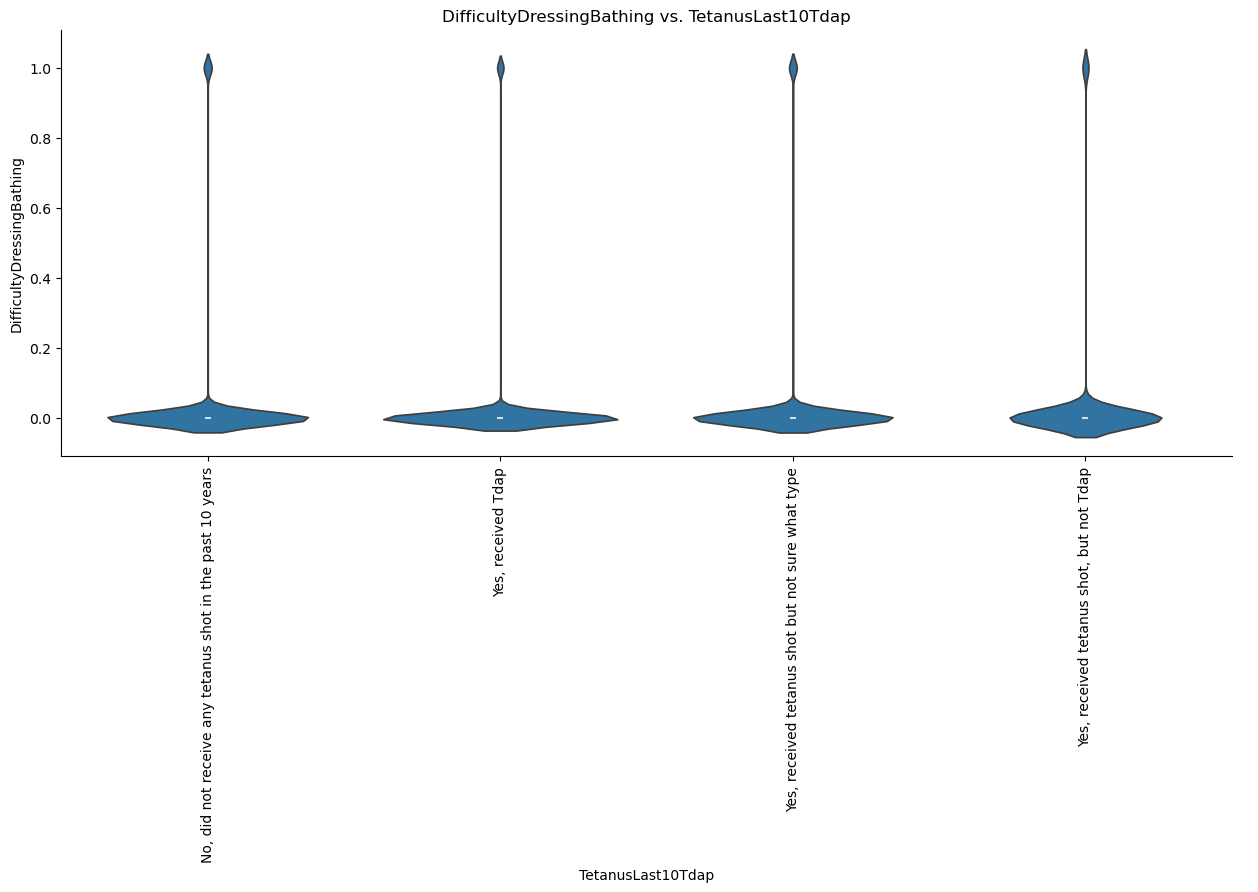 DifficultyDressingBathing vs. TetanusLast10Tdap
DifficultyDressingBathing
1.0
0.8
0.6
0.4
0.2
0.0
No, did not receive any tetanus shot in the past 10 years
Yes, received Tdap
Yes, received tetanus shot but not sure what type
Yes, received tetanus shot, but not Tdap
TetanusLast10Tdap